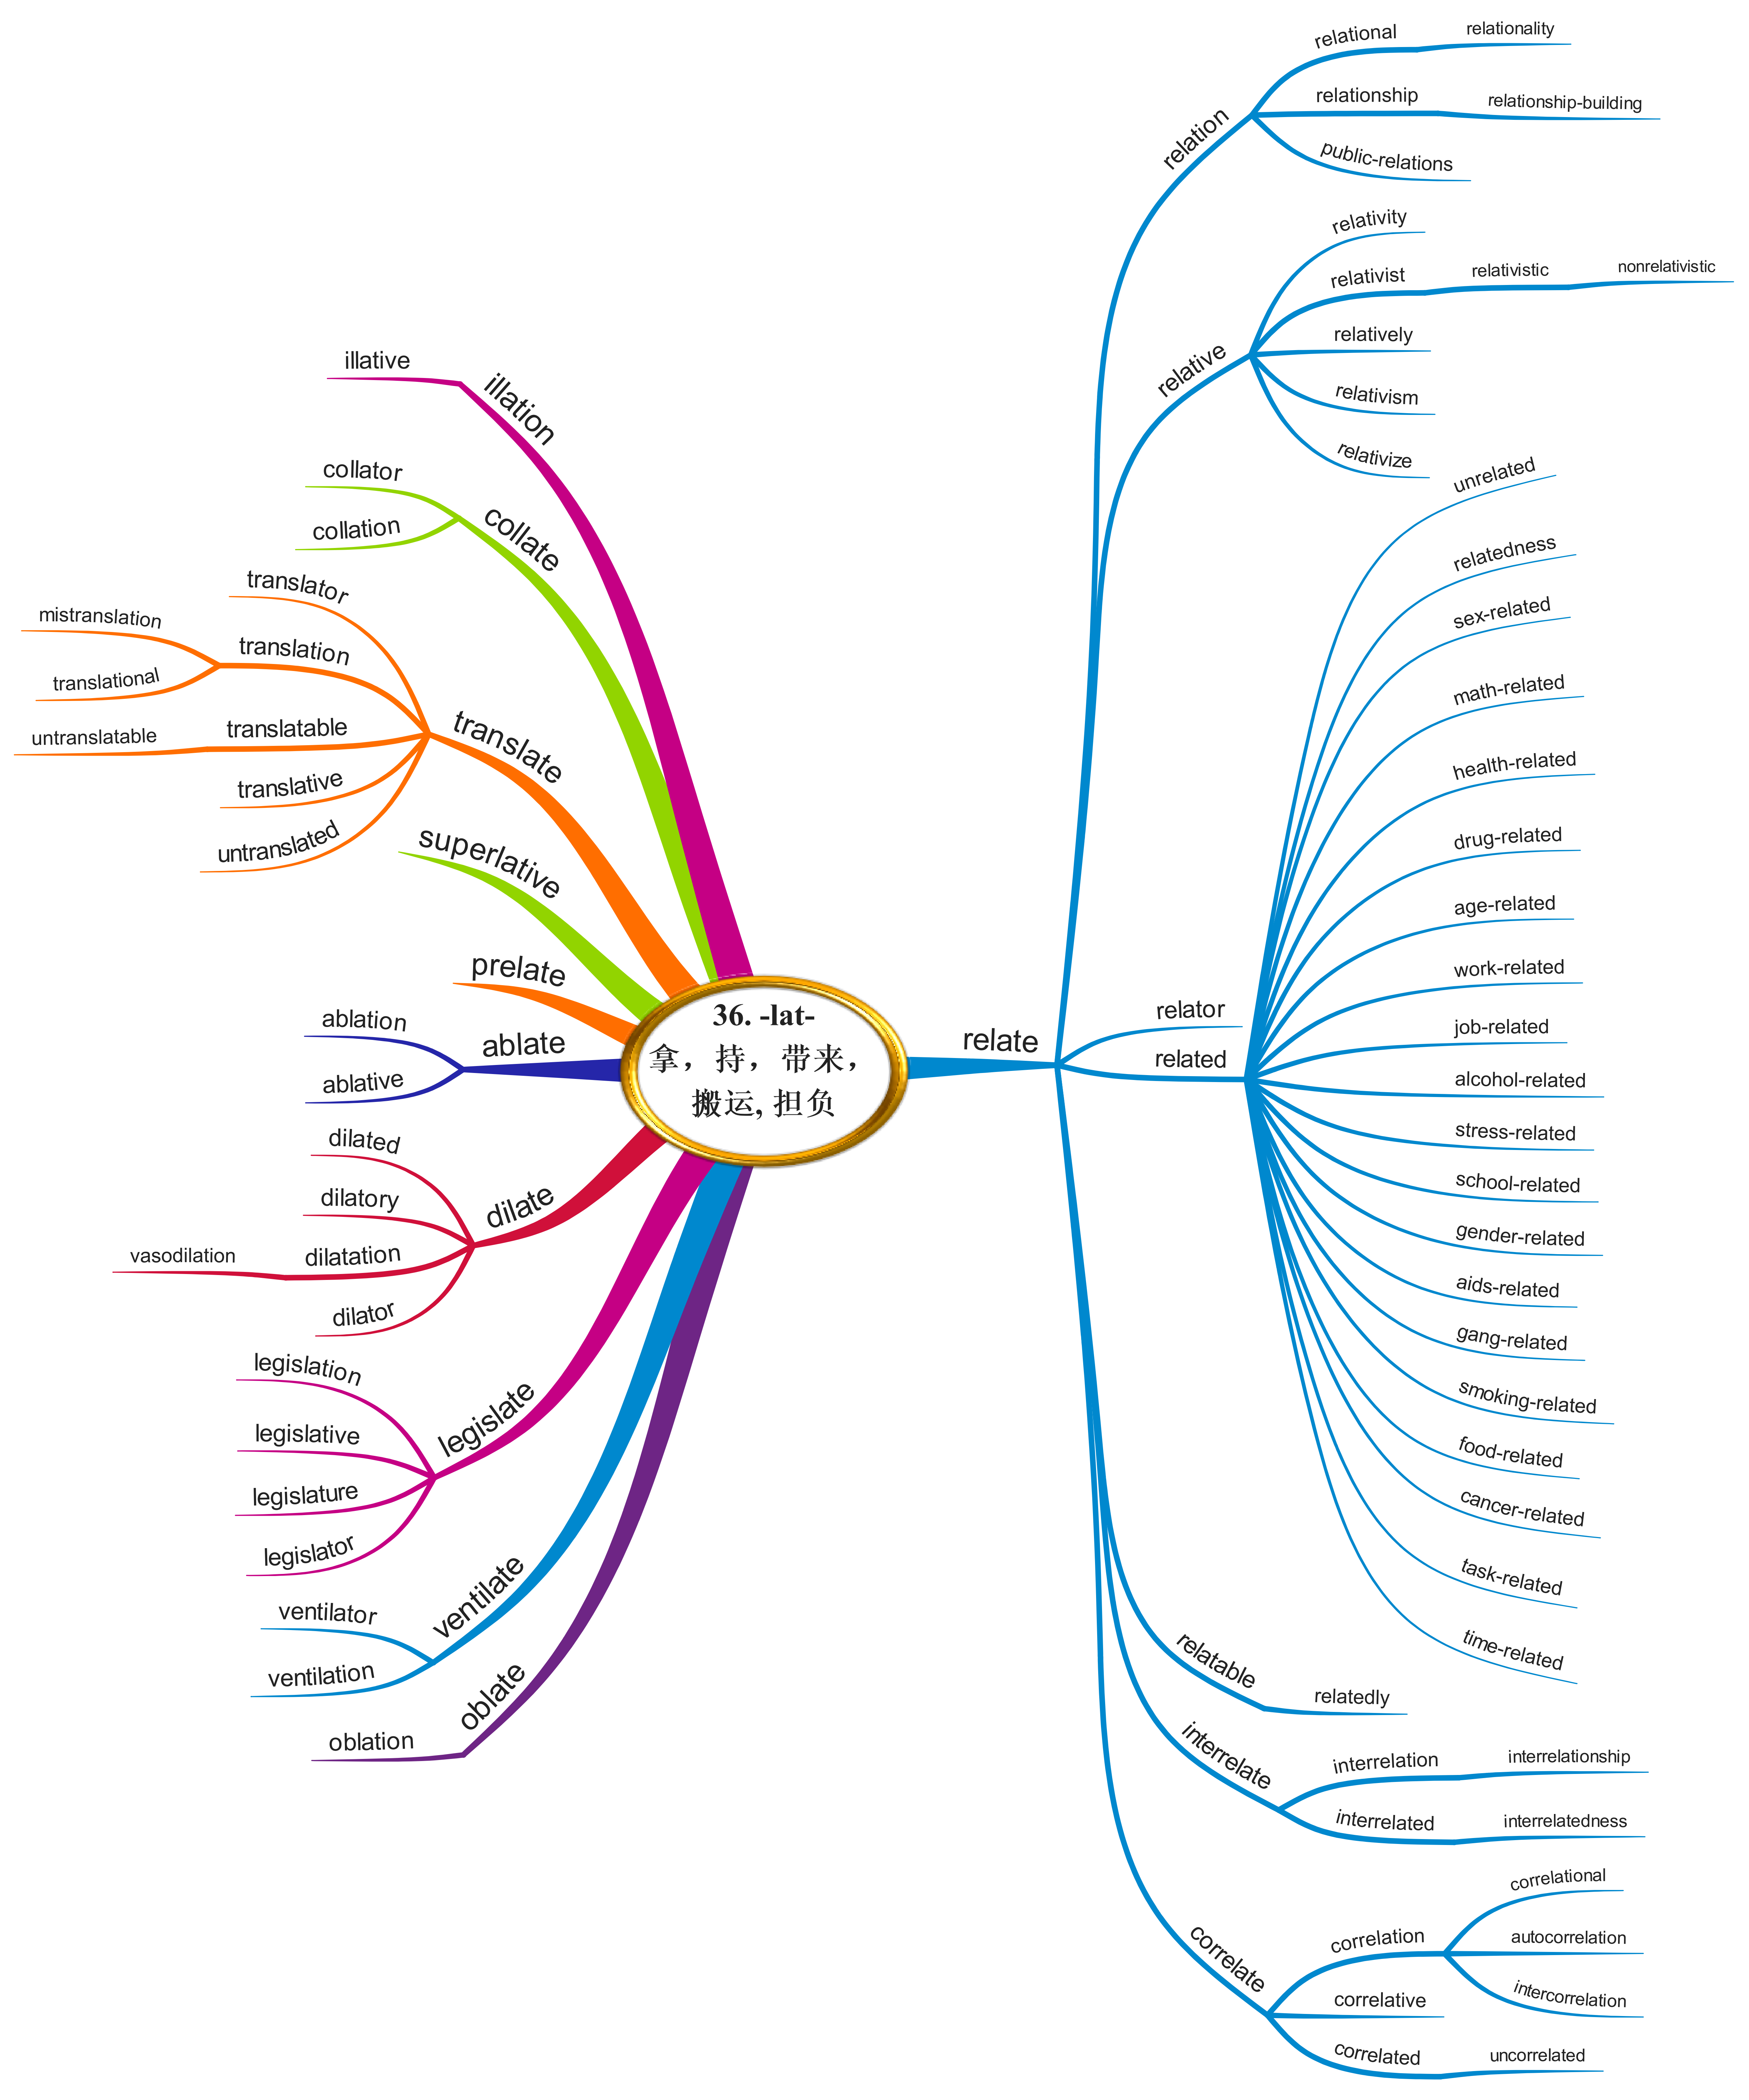 36. -lat-
拿，持，带来，
搬运, 担负
relate
relation
relational
relationality
relationship
relationship-building
public-relations
relative
relativity
relativist
relativistic
nonrelativistic
relatively
relativism
relativize
relator
related
unrelated
relatedness
sex-related
math-related
health-related
drug-related
age-related
work-related
job-related
alcohol-related
stress-related
school-related
gender-related
aids-related
gang-related
smoking-related
food-related
cancer-related
task-related
time-related
relatable
relatedly
interrelate
interrelation
interrelationship
interrelated
interrelatedness
correlate
correlation
correlational
autocorrelation
intercorrelation
correlative
correlated
uncorrelated
illation
illative
collate
collator
collation
translate
translator
translation
mistranslation
translational
translatable
untranslatable
translative
untranslated
superlative
prelate
ablate
ablation
ablative
dilate
dilated
dilatory
dilatation
vasodilation
dilator
legislate
legislation
legislative
legislature
legislator
ventilate
ventilator
ventilation
oblate
oblation